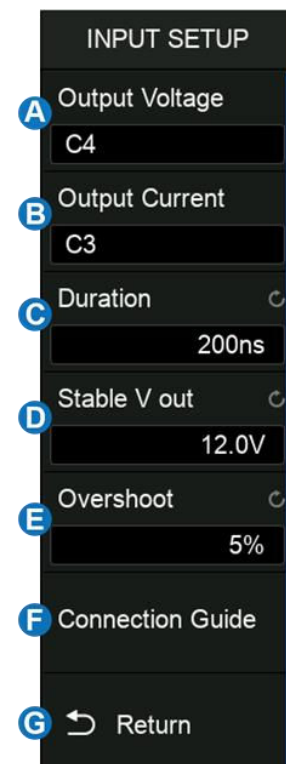 INPUT SETUP
A Output Voltage
C4
B Output Current
C3
C Duration
200ns
D Stable V out
12.0V
E Overshoot
5%
F Connection Guide
G Return